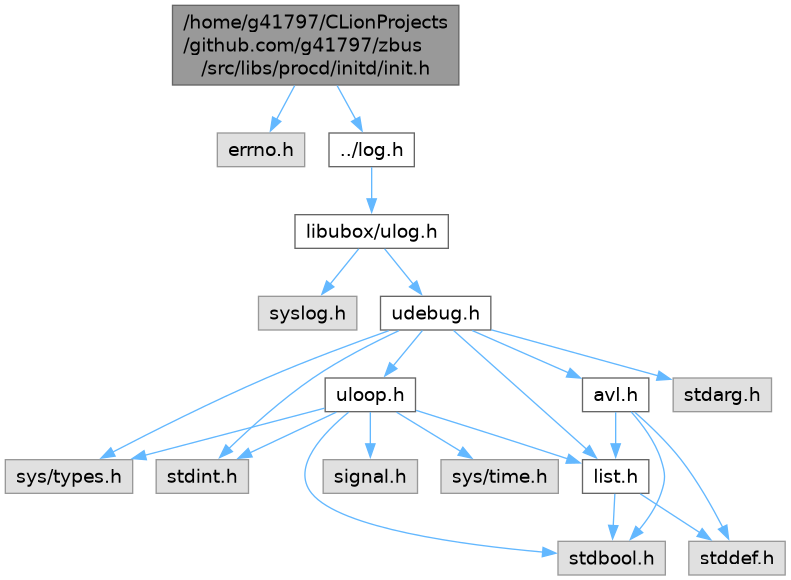 /home/g41797/CLionProjects
/github.com/g41797/zbus
/src/libs/procd/initd/init.h
errno.h
../log.h
libubox/ulog.h
syslog.h
udebug.h
uloop.h
avl.h
stdarg.h
sys/types.h
stdint.h
signal.h
sys/time.h
list.h
stdbool.h
stddef.h